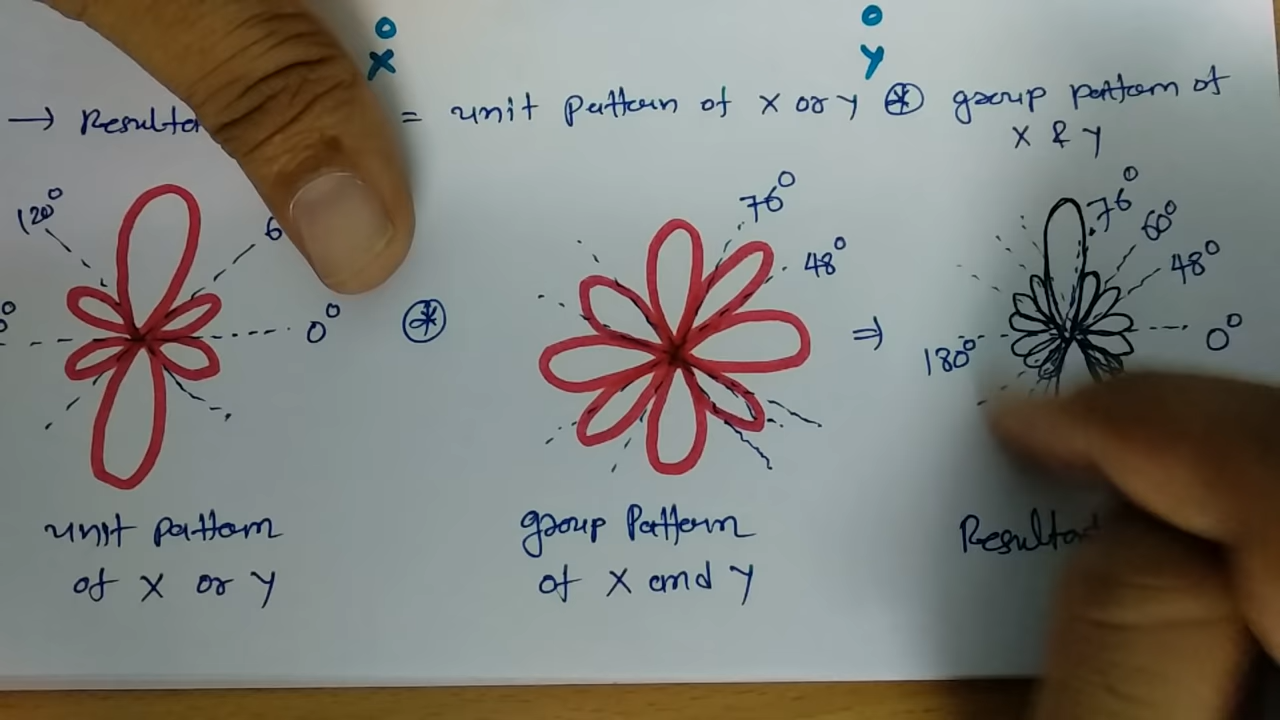 o o
x y
→ Resulta = unit pattern of x or y ⊛ group pattern of
x & y
120° 6 0° ⊛ 76° 48° ⇒ 180° 76° 60° 48° 0°
unit pattern
of x or y
group Pattern
of x and y
Resultan